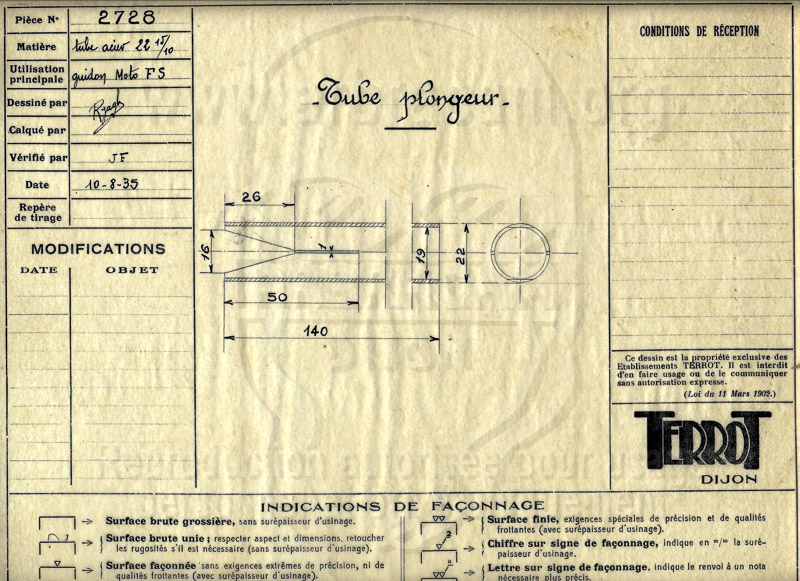 Pièce N° 2728
Matière tube acier 22 15/10
Utilisation
principale guidon Moto FS
Dessiné par
Calqué par
Vérifié par JF
Date 10-8-35
Repère
de tirage
MODIFICATIONS
DATE OBJET
- Tube plongeur -
26
16
1
19
22
50
140
CONDITIONS DE RÉCEPTION
Ce dessin est la propriété exclusive des
Etablissements TERROT. Il est interdit
d'en faire usage ou de le communiquer
sans autorisation expresse.
(Loi du 11 Mars 1902.)
TERROT
DIJON
INDICATIONS DE FAÇONNAGE
Surface brute grossière, sans surépaisseur d'usinage.
Surface brute unie; respecter aspect et dimensions, retoucher
les rugosités s'il est nécessaire (sans surépaisseur d'usinage).
Surface façonnée sans exigences extrêmes de précision, ni de
qualités frottantes (avec surépaisseur d'usinage).
Surface finie, exigences spéciales de précision et de qualités
frottantes (avec surépaisseur d'usinage).
Chiffre sur signe de façonnage, indique en m/m la suré-
paisseur d'usinage.
Lettre sur signe de façonnage, indique le renvoi à un nota
nécessaire plus précis.